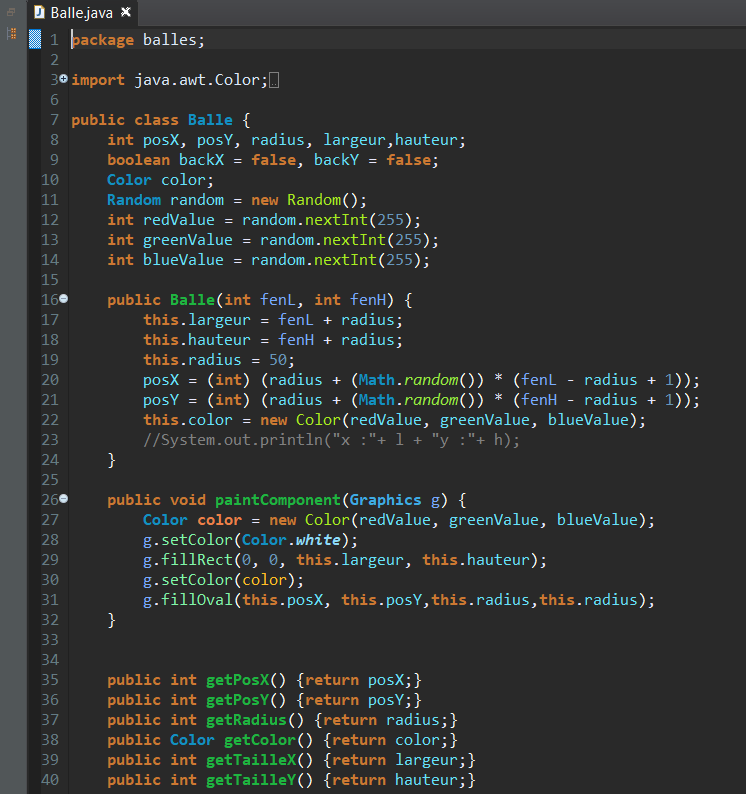 Balle.java
1 package balles;
2
3 import java.awt.Color;
6
7 public class Balle {
8     int posX, posY, radius, largeur,hauteur;
9     boolean backX = false, backY = false;
10     Color color;
11     Random random = new Random();
12     int redValue = random.nextInt(255);
13     int greenValue = random.nextInt(255);
14     int blueValue = random.nextInt(255);
15
16     public Balle(int fenL, int fenH) {
17         this.largeur = fenL + radius;
18         this.hauteur = fenH + radius;
19         this.radius = 50;
20         posX = (int) (radius + (Math.random()) * (fenL - radius + 1));
21         posY = (int) (radius + (Math.random()) * (fenH - radius + 1));
22         this.color = new Color(redValue, greenValue, blueValue);
23         //System.out.println("x :"+ l + "y :"+ h);
24     }
25
26     public void paintComponent(Graphics g) {
27         Color color = new Color(redValue, greenValue, blueValue);
28         g.setColor(Color.white);
29         g.fillRect(0, 0, this.largeur, this.hauteur);
30         g.setColor(color);
31         g.fillOval(this.posX, this.posY,this.radius,this.radius);
32     }
33
34
35     public int getPosX() {return posX;}
36     public int getPosY() {return posY;}
37     public int getRadius() {return radius;}
38     public Color getColor() {return color;}
39     public int getTailleX() {return largeur;}
40     public int getTailleY() {return hauteur;}